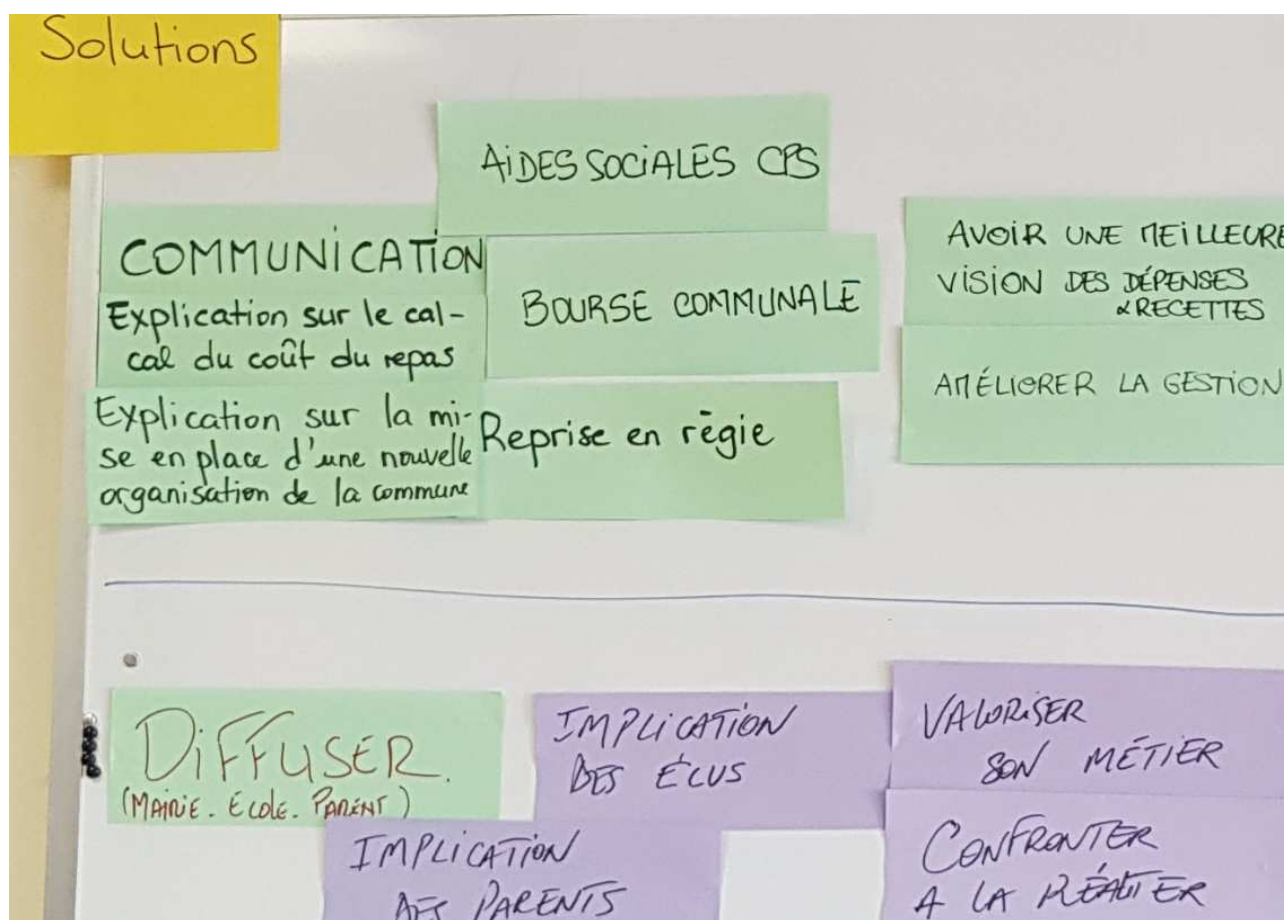 Solutions
AIDES SOCIALES CPS
COMMUNICATION
Explication sur le cal-
cal du coût du repas
Explication sur la mi-
se en place d'une nouvelle
organisation de la commune
BOURSE COMMUNALE
Reprise en règie
AVOIR UNE MEILLEURE
VISION DES DÉPENSES
& RECETTES
AMÉLIORER LA GESTION
DIFFUSER.
(MAIRIE. ECOLE. PARENT)
IMPLICATION
DES ÉLUS
VALORISER
SON MÉTIER
IMPLICATION
DES PARENTS
CONFRONTER
A LA RÉALITER